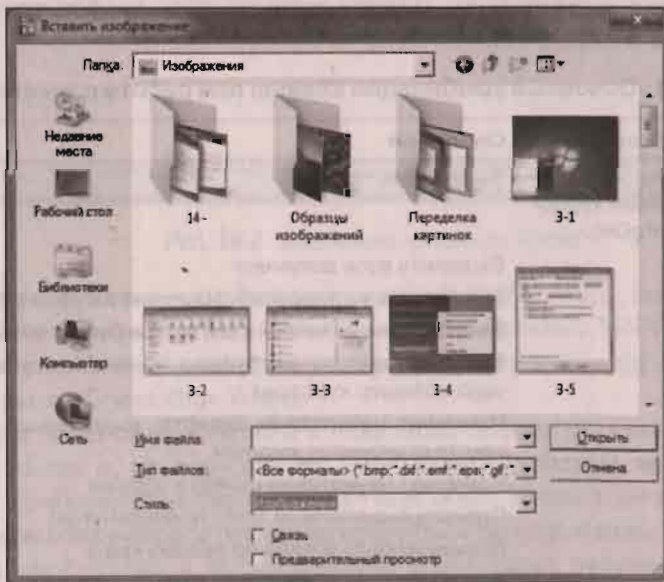 Вставить изображение
Папка: Изображения
Недавние места
Рабочий стол
Библиотеки
Компьютер
Сеть
14 -
Образцы изображений
Переделка картинок
3-1
3-2
3-3
3-4
3-5
Имя файла:
Открыть
Тип файлов: <Все форматы> (*.bmp;*.dxf;*.emf;*.eps;*.gif;*
Отмена
Стиль:
Связь
Предварительный просмотр